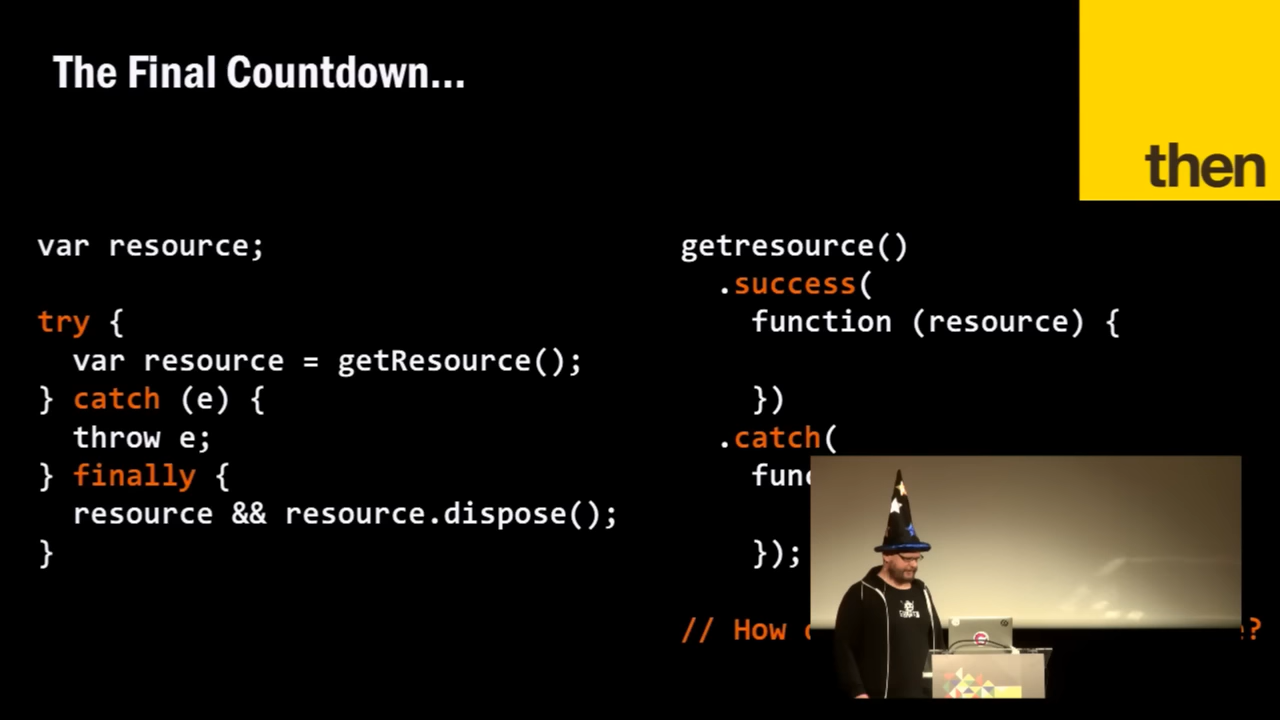 The Final Countdown...
then
var resource;
try {
var resource = getResource();
} catch (e) {
throw e;
} finally {
resource && resource.dispose();
}
getresource()
.success(
function (resource) {
})
.catch(
});
// How